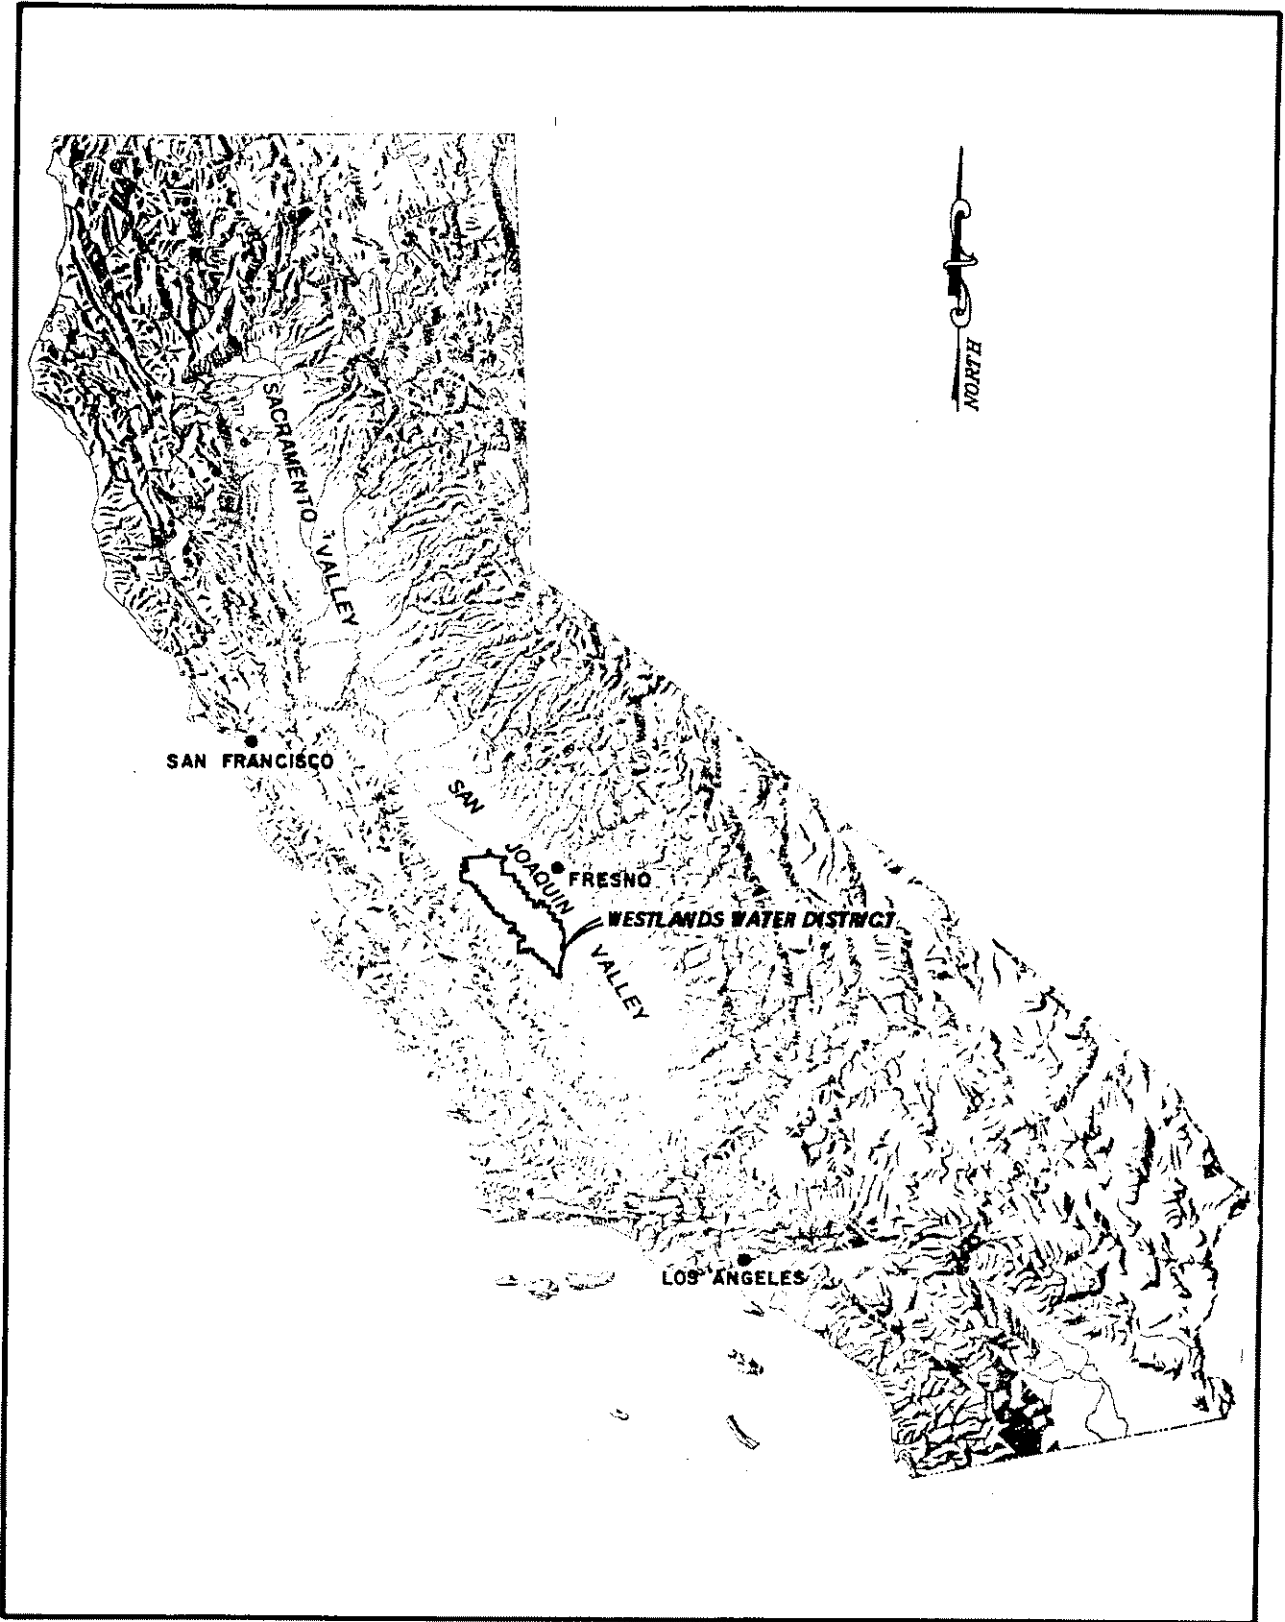 NORTH
SACRAMENTO VALLEY
SAN FRANCISCO
SAN JOAQUIN VALLEY
FRESNO
WESTLANDS WATER DISTRICT
LOS ANGELES